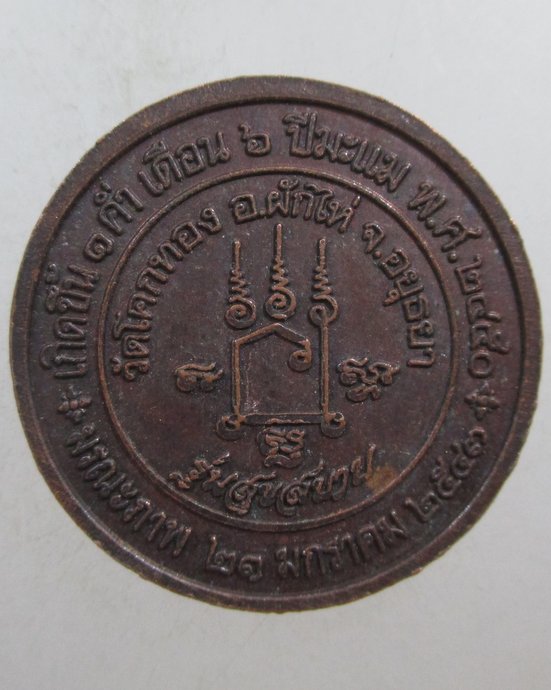 เกิดขึ้น ๑ ค่ำ เดือน ๖ ปีมะแม พ.ศ.๒๔๕๐
มรณะภาพ ๒๑ มกราคม ๒๕๔๓
วัดโคกทอง อ.ผักไห่ จ.อยุธยา
รุ่นสุขสบาย